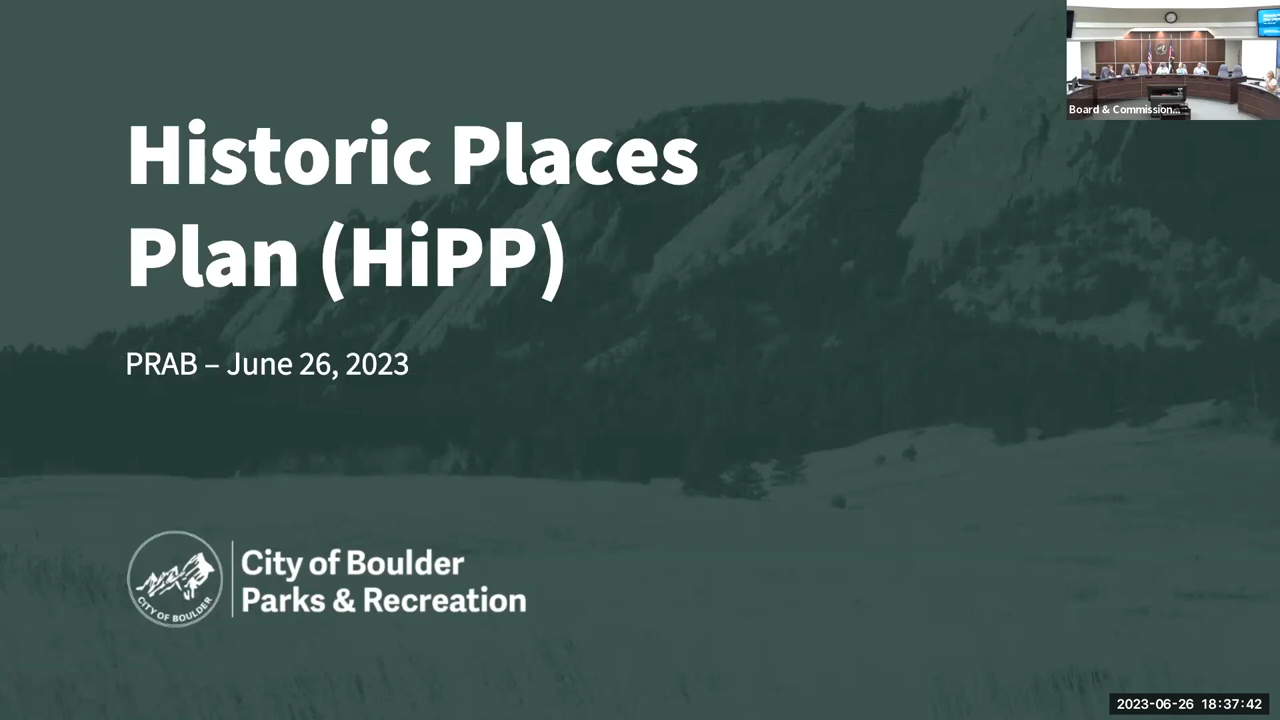 Historic Places
Plan (HiPP)
PRAB – June 26, 2023
CITY OF BOULDER
City of Boulder
Parks & Recreation
Board & Commission...
2023-06-26 18:37:42